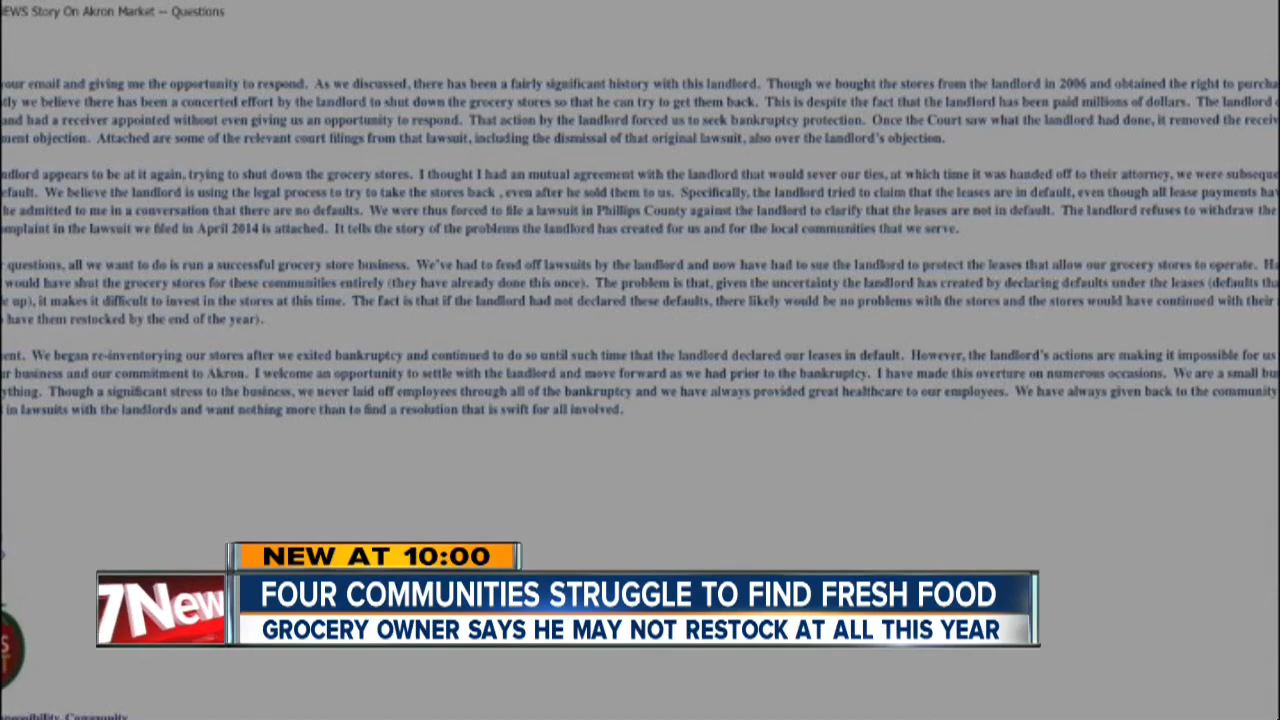 EWS Story On Akron Market -- Questions
our email and giving me the opportunity to respond. As we discussed, there has been a fairly significant history with this landlord. Though we bought the stores from the landlord in 2006 and obtained the right to purcha
tly we believe there has been a concerted effort by the landlord to shut down the grocery stores so that he can try to get them back. This is despite the fact that the landlord has been paid millions of dollars. The landlord
and had a receiver appointed without even giving us an opportunity to respond. That action by the landlord forced us to seek bankruptcy protection. Once the Court saw what the landlord had done, it removed the receiv
ment objection. Attached are some of the relevant court filings from that lawsuit, including the dismissal of that original lawsuit, also over the landlord's objection.
ndlord appears to be at it again, trying to shut down the grocery stores. I thought I had an mutual agreement with the landlord that would sever our ties, at which time it was handed off to their attorney, we were subseque
efault. We believe the landlord is using the legal process to try to take the stores back , even after he sold them to us. Specifically, the landlord tried to claim that the leases are in default, even though all lease payments ha
he admitted to me in a conversation that there are no defaults. We were thus forced to file a lawsuit in Phillips County against the landlord to clarify that the leases are not in default. The landlord refuses to withdraw the
omplaint in the lawsuit we filed in April 2014 is attached. It tells the story of the problems the landlord has created for us and for the local communities that we serve.
questions, all we want to do is run a successful grocery store business. We've had to fend off lawsuits by the landlord and now have had to sue the landlord to protect the leases that allow our grocery stores to operate. Ha
would have shut the grocery stores for these communities entirely (they have already done this once). The problem is that, given the uncertainty the landlord has created by declaring defaults under the leases (defaults tha
e up), it makes it difficult to invest in the stores at this time. The fact is that if the landlord had not declared these defaults, there likely would be no problems with the stores and the stores would have continued with their
have them restocked by the end of the year).
ent. We began re-inventorying our stores after we exited bankruptcy and continued to do so until such time that the landlord declared our leases in default. However, the landlord's actions are making it impossible for us
r business and our commitment to Akron. I welcome an opportunity to settle with the landlord and move forward as we had prior to the bankruptcy. I have made this overture on numerous occasions. We are a small bu
ything. Though a significant stress to the business, we never laid off employees through all of the bankruptcy and we have always provided great healthcare to our employees. We have always given back to the community
in lawsuits with the landlords and want nothing more than to find a resolution that is swift for all involved.
NEW AT 10:00
7New
FOUR COMMUNITIES STRUGGLE TO FIND FRESH FOOD
GROCERY OWNER SAYS HE MAY NOT RESTOCK AT ALL THIS YEAR
Community